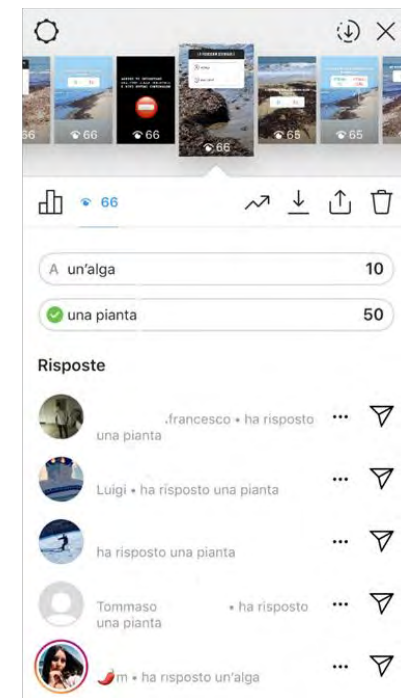 66
66
66
66
65
65
66
A un'alga 10
una pianta 50
Risposte
.francesco • ha risposto
una pianta
Luigi • ha risposto una pianta
ha risposto una pianta
Tommaso • ha risposto
una pianta
m • ha risposto un'alga